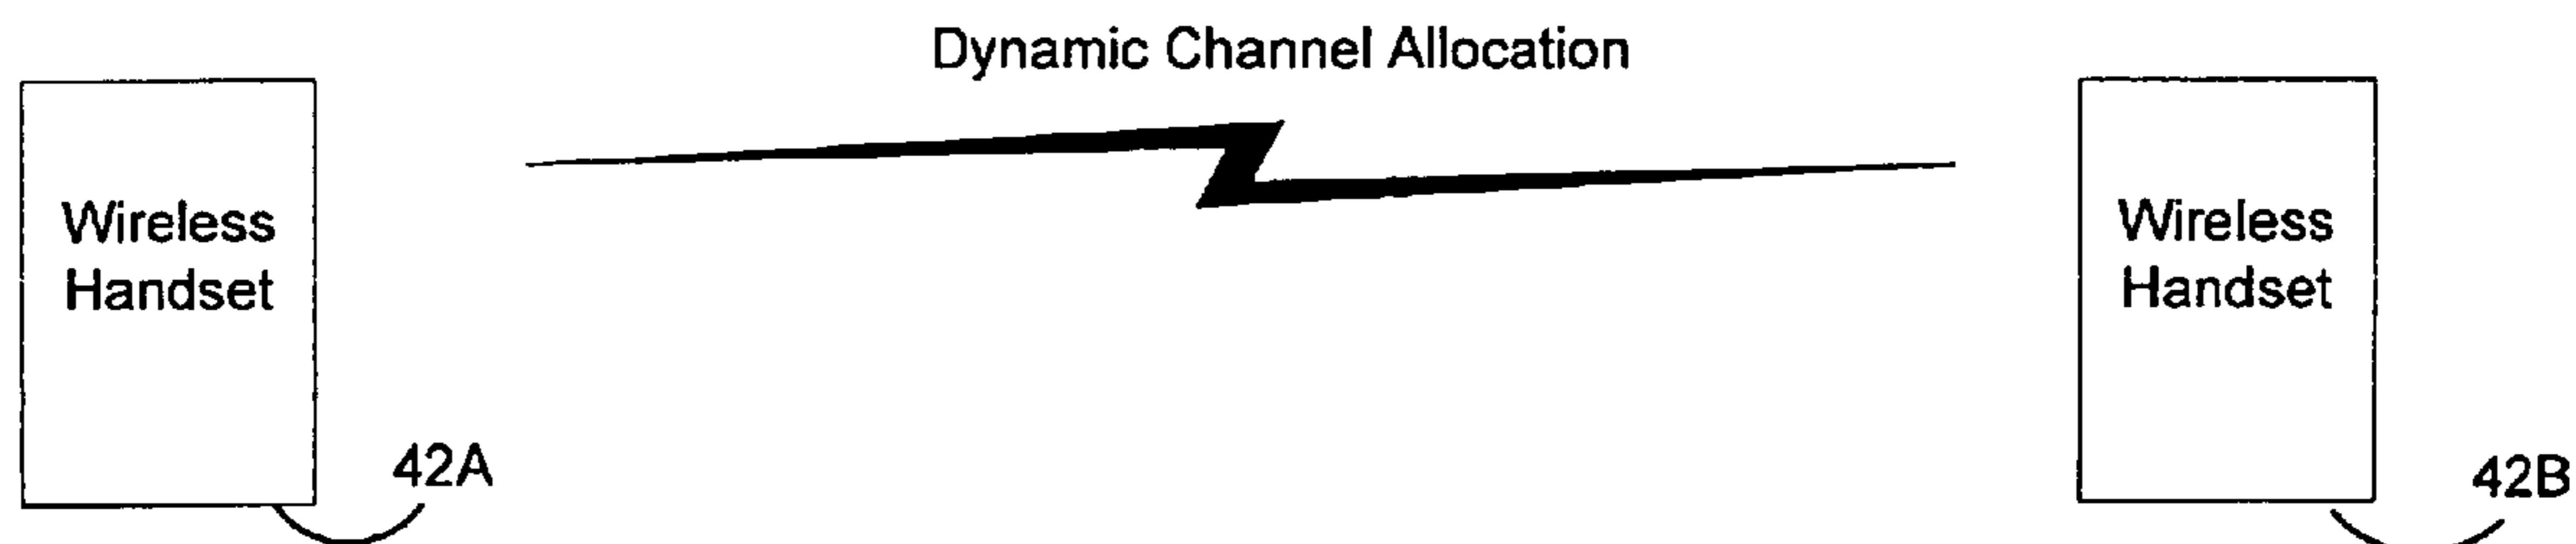 Dynamic Channel Allocation
Wireless
Handset
42A
Wireless
Handset
42B